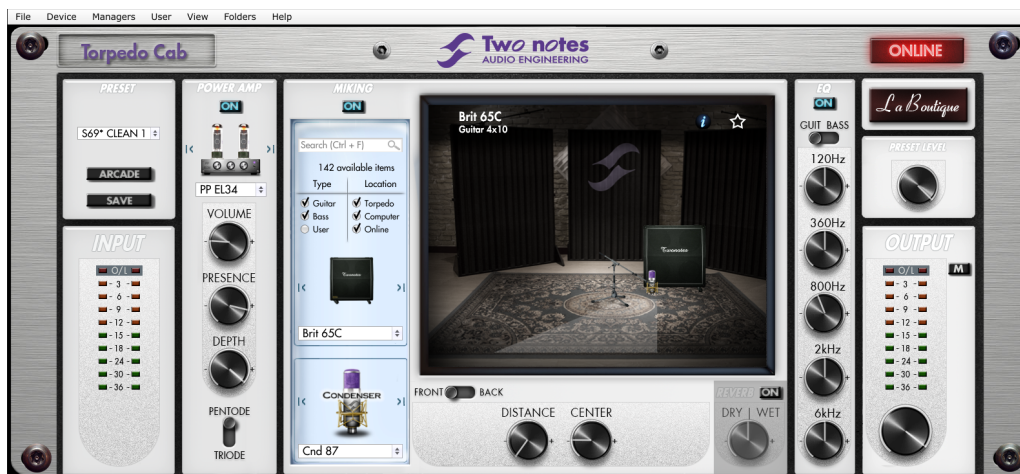 File Device Managers User View Folders Help
Torpedo Cab
Two notes
AUDIO ENGINEERING
ONLINE
PRESET
S69* CLEAN 1
ARCADE
SAVE
INPUT
O/L
- 3 -
- 6 -
- 9 -
- 12 -
- 15 -
- 18 -
- 24 -
- 30 -
- 36 -
POWER AMP
ON
PP EL34
VOLUME
- +
PRESENCE
- +
DEPTH
- +
PENTODE
TRIODE
MIKING
ON
Search (Ctrl + F)
142 available items
Type Location
Guitar Torpedo
Bass Computer
User Online
Twonotes
Brit 65C
CONDENSER
Cnd 87
Brit 65C
Guitar 4x10
i
Twonotes
FRONT BACK
DISTANCE CENTER
- + - +
REVERB ON
DRY | WET
- +
EQ
ON
GUIT BASS
120Hz
- +
360Hz
- +
800Hz
- +
2kHz
- +
6kHz
- +
La Boutique
PRESET LEVEL
OUTPUT
O/L M
- 3 -
- 6 -
- 9 -
- 12 -
- 15 -
- 18 -
- 24 -
- 30 -
- 36 -